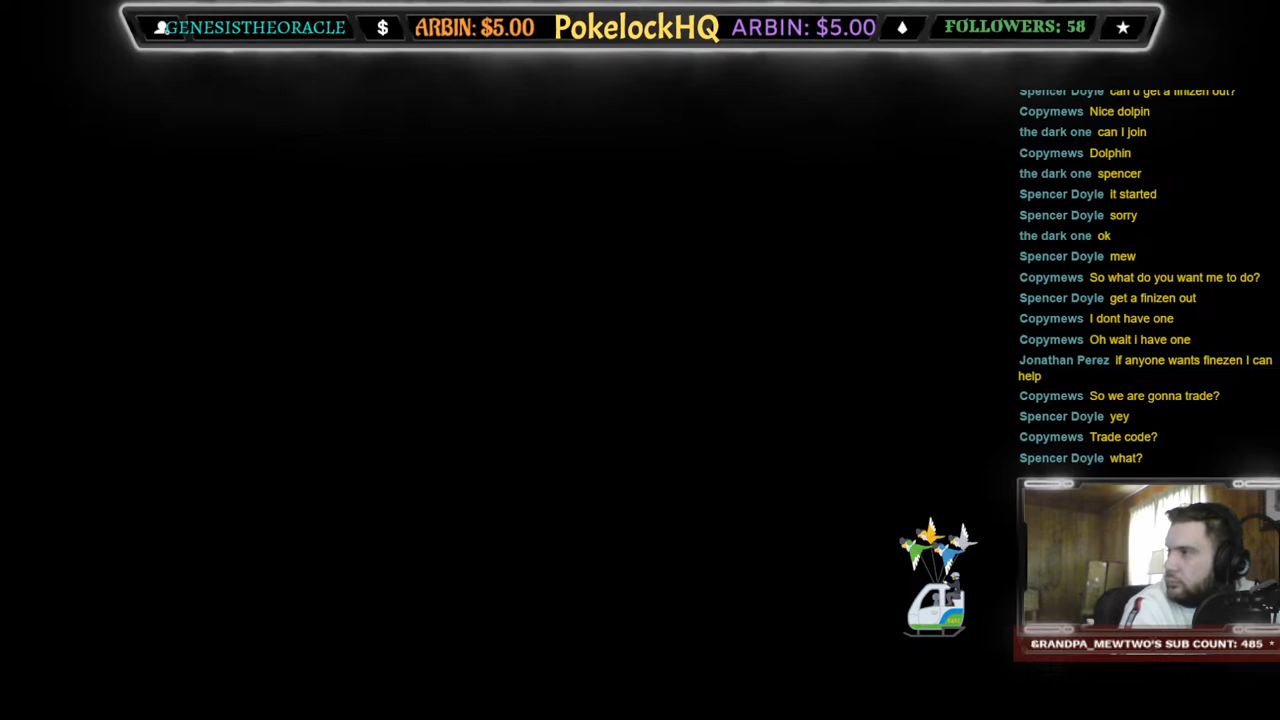 GENESISTHEORACLE $ ARBIN: $5.00 PokelockHQ ARBIN: $5.00 FOLLOWERS: 58
Spencer Doyle can u get a finizen out?
Copymews Nice dolpin
the dark one can I join
Copymews Dolphin
the dark one spencer
Spencer Doyle it started
Spencer Doyle sorry
the dark one ok
Spencer Doyle mew
Copymews So what do you want me to do?
Spencer Doyle get a finizen out
Copymews I dont have one
Copymews Oh wait i have one
Jonathan Perez if anyone wants finezen I can
help
Copymews So we are gonna trade?
Spencer Doyle yey
Copymews Trade code?
Spencer Doyle what?
GRANDPA_MEWTWO'S SUB COUNT: 485 *